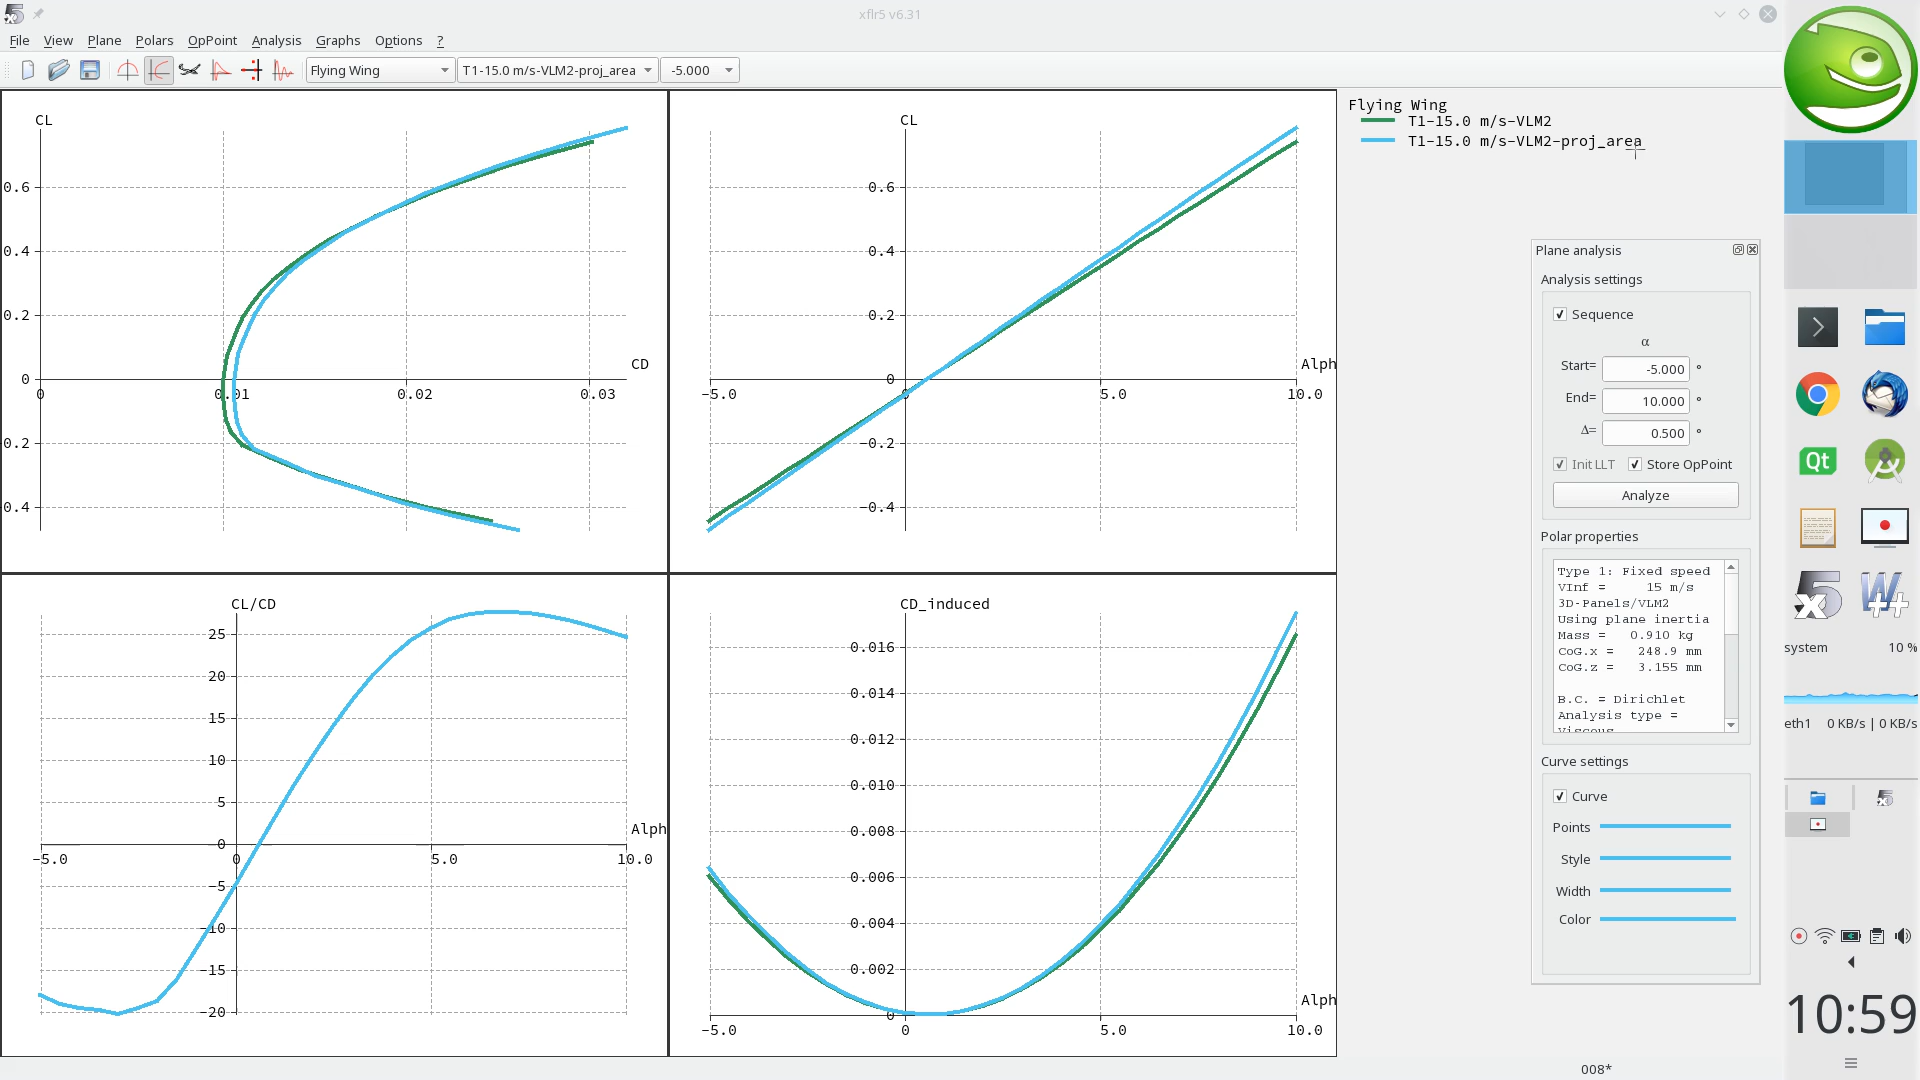 xflr5 v6.31
File View Plane Polars OpPoint Analysis Graphs Options ?
Flying Wing T1-15.0 m/s-VLM2-proj_area -5.000
CL
0.6
0.4
0.2
0
-0.2
-0.4
CD
0 0.01 0.02 0.03
CL
0.6
0.4
0.2
0
-0.2
-0.4
Alph
-5.0 0 5.0 10.0
CL/CD
25
20
15
10
5
0
-5
-10
-15
-20
Alph
-5.0 0 5.0 10.0
CD_induced
0.016
0.014
0.012
0.010
0.008
0.006
0.004
0.002
0
Alph
-5.0 0 5.0 10.0
Flying Wing
T1-15.0 m/s-VLM2
T1-15.0 m/s-VLM2-proj_area
Plane analysis
Analysis settings
Sequence
α
Start= -5.000 °
End= 10.000 °
Δ= 0.500 °
Init LLT Store OpPoint
Analyze
Polar properties
Type 1: Fixed speed
VInf = 15 m/s
3D-Panels/VLM2
Using plane inertia
Mass = 0.910 kg
CoG.x = 248.9 mm
CoG.z = 3.155 mm
B.C. = Dirichlet
Analysis type =
Viscous
Curve settings
Curve
Points
Style
Width
Color
008*
Qt
system 10 %
eth1 0 KB/s | 0 KB/s
10:59